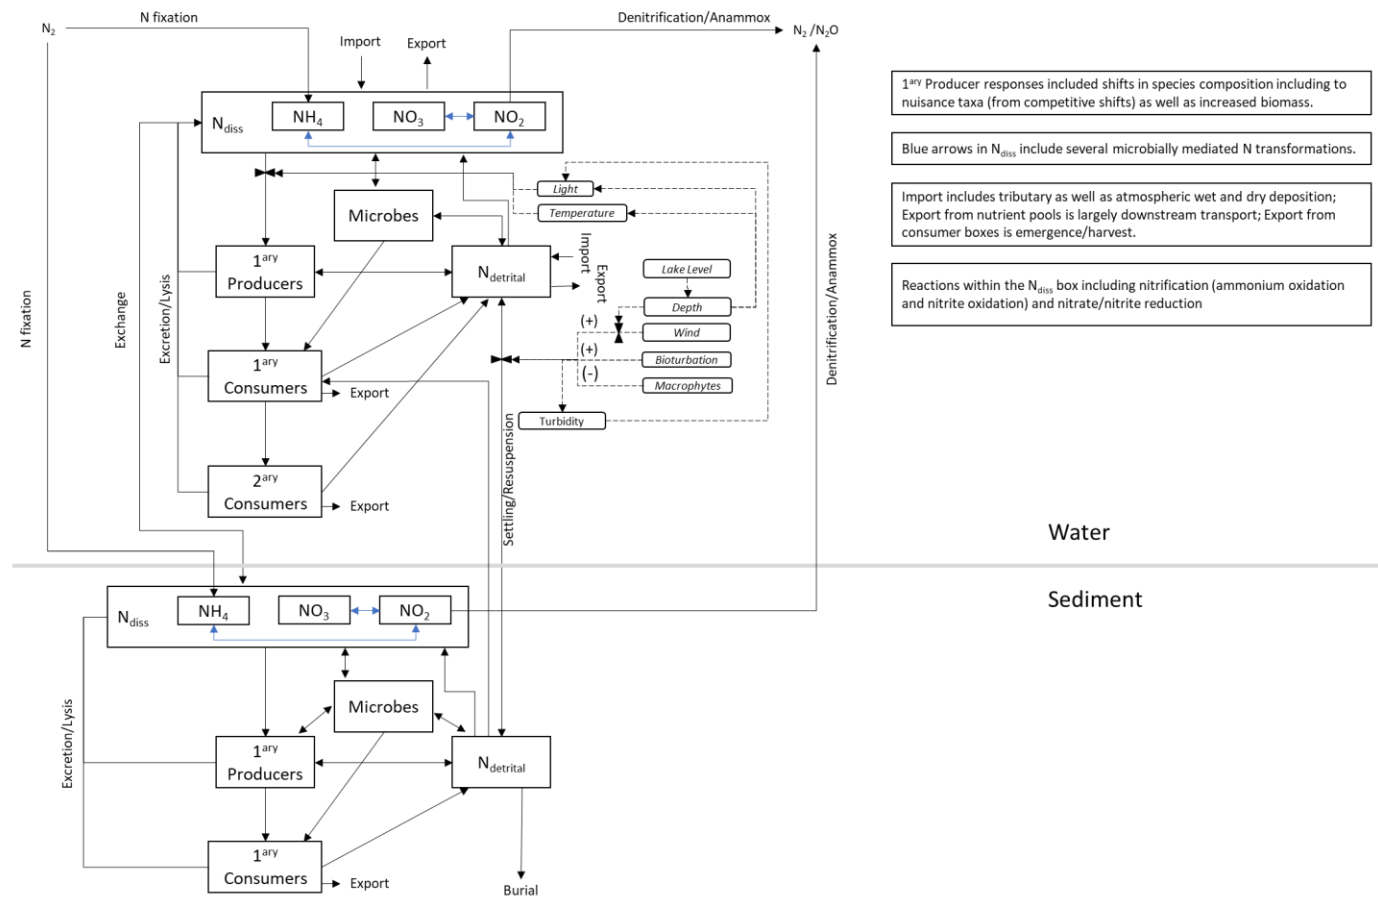 N fixation
Denitrification/Anammox
N₂
N₂ /N₂O
Import
Export
1ᵃʳʸ Producer responses included shifts in species composition including to
nuisance taxa (from competitive shifts) as well as increased biomass.
N_diss
NH₄
NO₃
NO₂
Blue arrows in N_diss include several microbially mediated N transformations.
Light
Temperature
Import includes tributary as well as atmospheric wet and dry deposition;
Export from nutrient pools is largely downstream transport; Export from
consumer boxes is emergence/harvest.
Microbes
1ᵃʳʸ
Producers
N_detrital
Import
Export
Lake Level
Depth
Reactions within the N_diss box including nitrification (ammonium oxidation
and nitrite oxidation) and nitrate/nitrite reduction
N fixation
Exchange
Excretion/Lysis
(+)
Wind
(+)
Bioturbation
(-)
Macrophytes
Denitrification/Anammox
1ᵃʳʸ
Consumers
Export
Turbidity
Settling/Resuspension
2ᵃʳʸ
Consumers
Export
Water
Sediment
N_diss
NH₄
NO₃
NO₂
Excretion/Lysis
Microbes
1ᵃʳʸ
Producers
N_detrital
1ᵃʳʸ
Consumers
Export
Burial